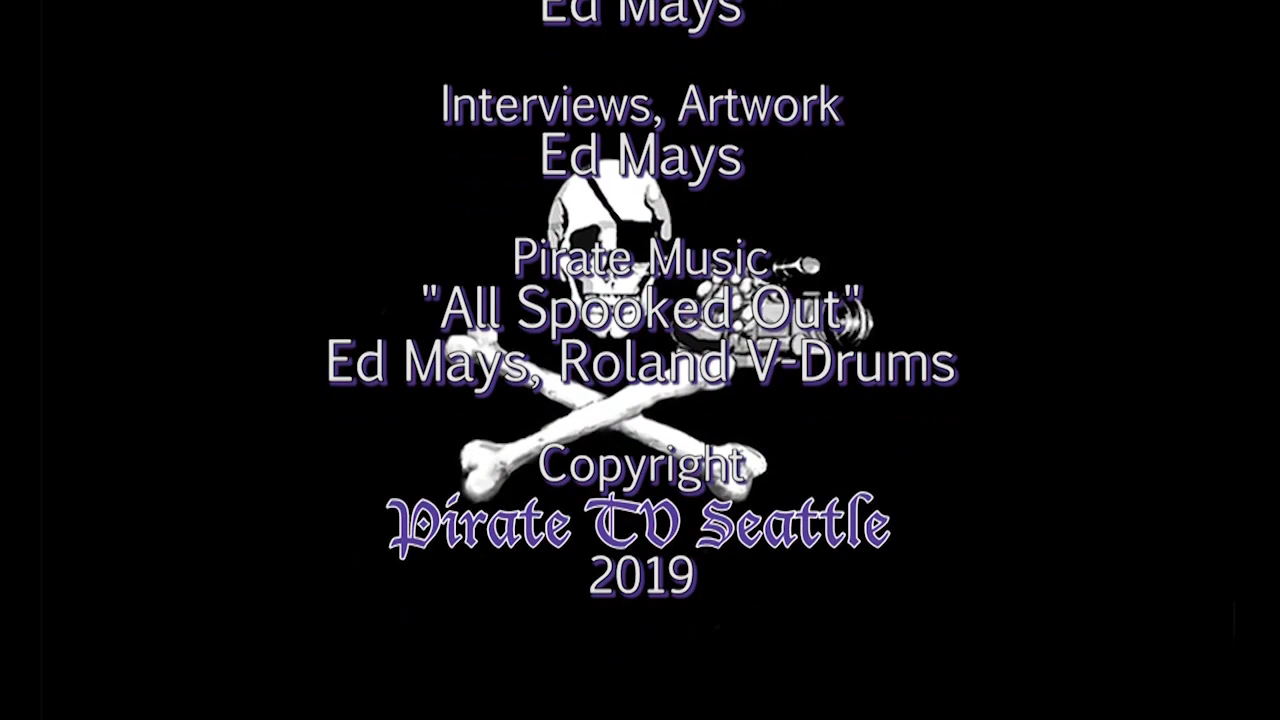 Ed Mays
Interviews, Artwork
Ed Mays
Pirate Music
"All Spooked Out"
Ed Mays, Roland V-Drums
Copyright
Pirate TV Seattle
2019